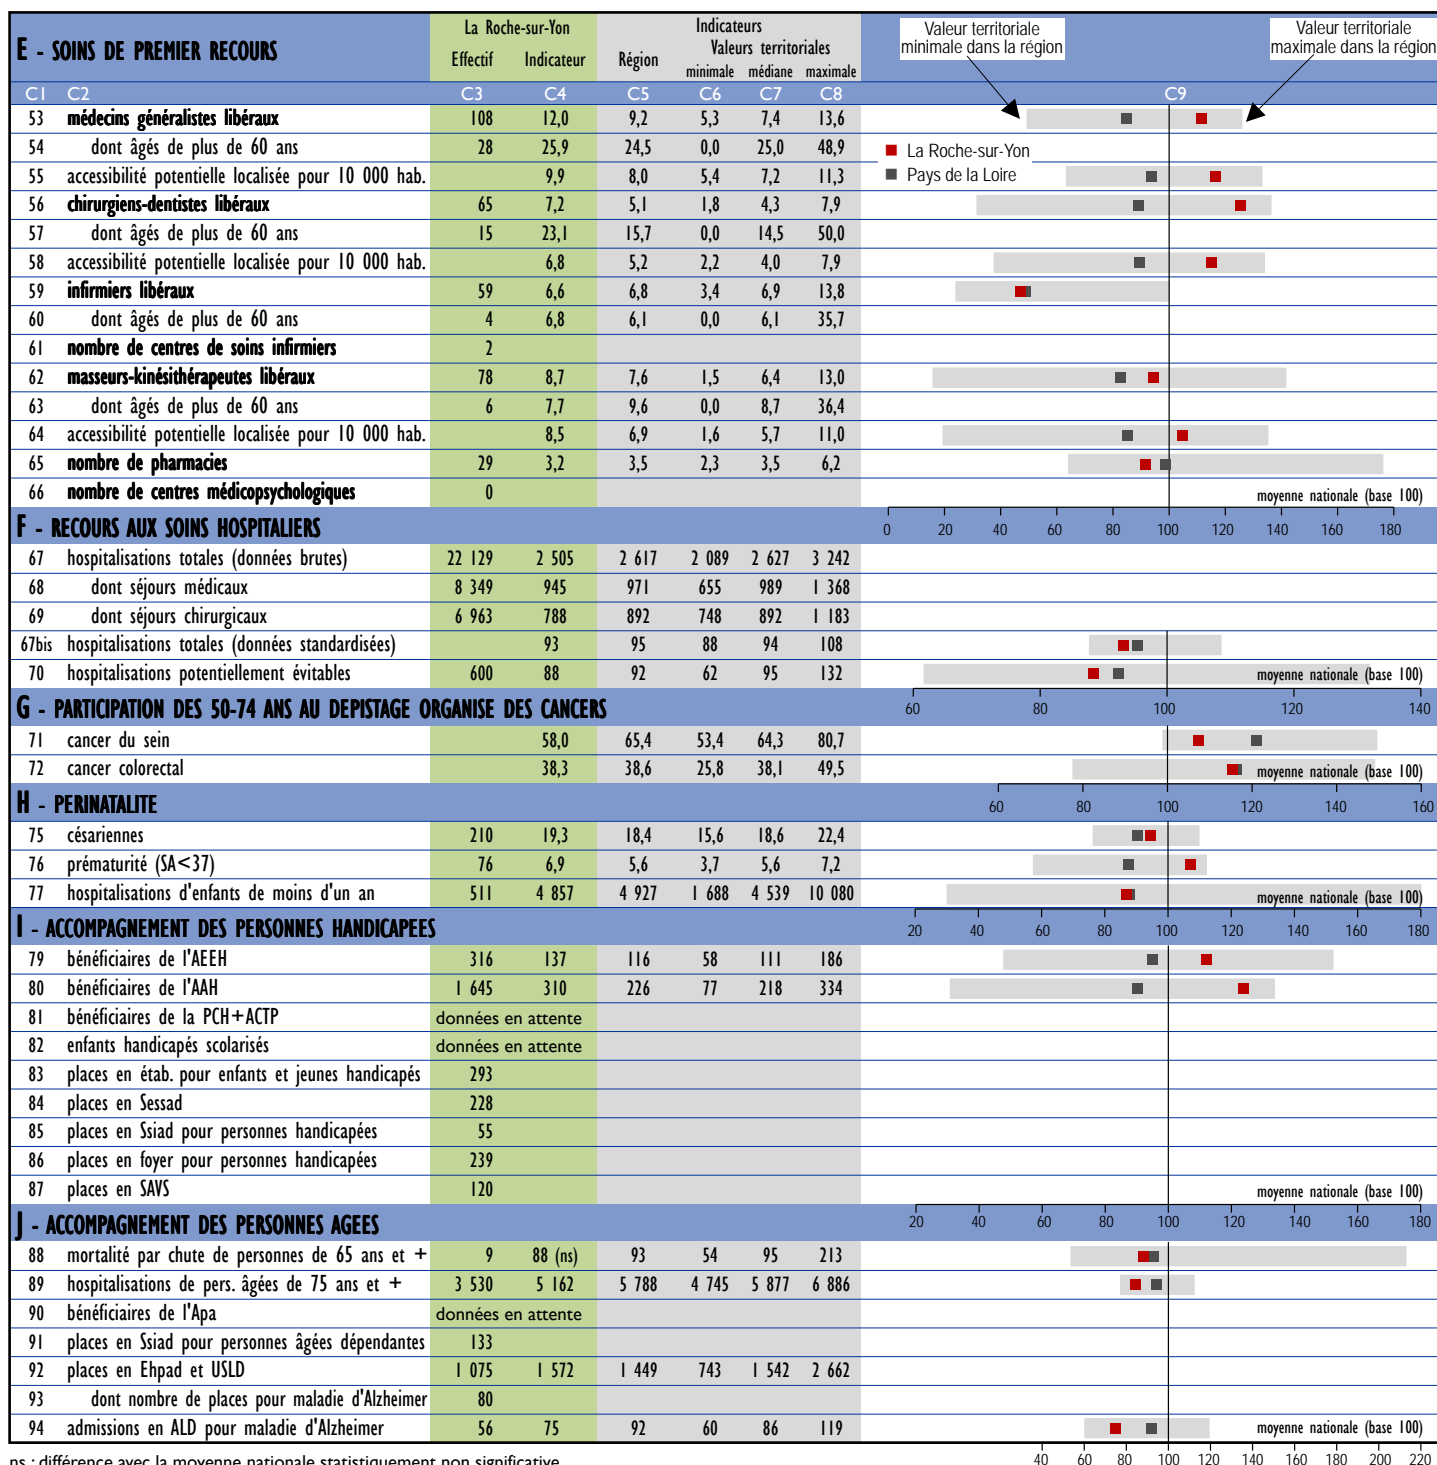 E - SOINS DE PREMIER RECOURS
La Roche-sur-Yon Indicateurs
Effectif Indicateur Région Valeurs territoriales
minimale médiane maximale
Valeur territoriale minimale dans la région
Valeur territoriale maximale dans la région
C1 C2 C3 C4 C5 C6 C7 C8 C9
53 médecins généralistes libéraux 108 12,0 9,2 5,3 7,4 13,6
54 dont âgés de plus de 60 ans 28 25,9 24,5 0,0 25,0 48,9
La Roche-sur-Yon
55 accessibilité potentielle localisée pour 10 000 hab. 9,9 8,0 5,4 7,2 11,3
Pays de la Loire
56 chirurgiens-dentistes libéraux 65 7,2 5,1 1,8 4,3 7,9
57 dont âgés de plus de 60 ans 15 23,1 15,7 0,0 14,5 50,0
58 accessibilité potentielle localisée pour 10 000 hab. 6,8 5,2 2,2 4,0 7,9
59 infirmiers libéraux 59 6,6 6,8 3,4 6,9 13,8
60 dont âgés de plus de 60 ans 4 6,8 6,1 0,0 6,1 35,7
61 nombre de centres de soins infirmiers 2
62 masseurs-kinésithérapeutes libéraux 78 8,7 7,6 1,5 6,4 13,0
63 dont âgés de plus de 60 ans 6 7,7 9,6 0,0 8,7 36,4
64 accessibilité potentielle localisée pour 10 000 hab. 8,5 6,9 1,6 5,7 11,0
65 nombre de pharmacies 29 3,2 3,5 2,3 3,5 6,2
66 nombre de centres médicopsychologiques 0 moyenne nationale (base 100)
F - RECOURS AUX SOINS HOSPITALIERS 0 20 40 60 80 100 120 140 160 180
67 hospitalisations totales (données brutes) 22 129 2 505 2 617 2 089 2 627 3 242
68 dont séjours médicaux 8 349 945 971 655 989 1 368
69 dont séjours chirurgicaux 6 963 788 892 748 892 1 183
67bis hospitalisations totales (données standardisées) 93 95 88 94 108
70 hospitalisations potentiellement évitables 600 88 92 62 95 132 moyenne nationale (base 100)
G - PARTICIPATION DES 50-74 ANS AU DEPISTAGE ORGANISE DES CANCERS 60 80 100 120 140
71 cancer du sein 58,0 65,4 53,4 64,3 80,7
72 cancer colorectal 38,3 38,6 25,8 38,1 49,5 moyenne nationale (base 100)
H - PERINATALITE 60 80 100 120 140 160
75 césariennes 210 19,3 18,4 15,6 18,6 22,4
76 prématurité (SA<37) 76 6,9 5,6 3,7 5,6 7,2
77 hospitalisations d'enfants de moins d'un an 511 4 857 4 927 1 688 4 539 10 080 moyenne nationale (base 100)
I - ACCOMPAGNEMENT DES PERSONNES HANDICAPEES 20 40 60 80 100 120 140 160 180
79 bénéficiaires de l'AEEH 316 137 116 58 111 186
80 bénéficiaires de l'AAH 1 645 310 226 77 218 334
81 bénéficiaires de la PCH+ACTP données en attente
82 enfants handicapés scolarisés données en attente
83 places en étab. pour enfants et jeunes handicapés 293
84 places en Sessad 228
85 places en Ssiad pour personnes handicapées 55
86 places en foyer pour personnes handicapées 239
87 places en SAVS 120 moyenne nationale (base 100)
J - ACCOMPAGNEMENT DES PERSONNES AGEES 20 40 60 80 100 120 140 160 180
88 mortalité par chute de personnes de 65 ans et + 9 88 (ns) 93 54 95 213
89 hospitalisations de pers. âgées de 75 ans et + 3 530 5 162 5 788 4 745 5 877 6 886
90 bénéficiaires de l'Apa données en attente
91 places en Ssiad pour personnes âgées dépendantes 133
92 places en Ehpad et USLD 1 075 1 572 1 449 743 1 542 2 662
93 dont nombre de places pour maladie d'Alzheimer 80
94 admissions en ALD pour maladie d'Alzheimer 56 75 92 60 86 119 moyenne nationale (base 100)
40 60 80 100 120 140 160 180 200 220
ns : différence avec la moyenne nationale statistiquement non significative